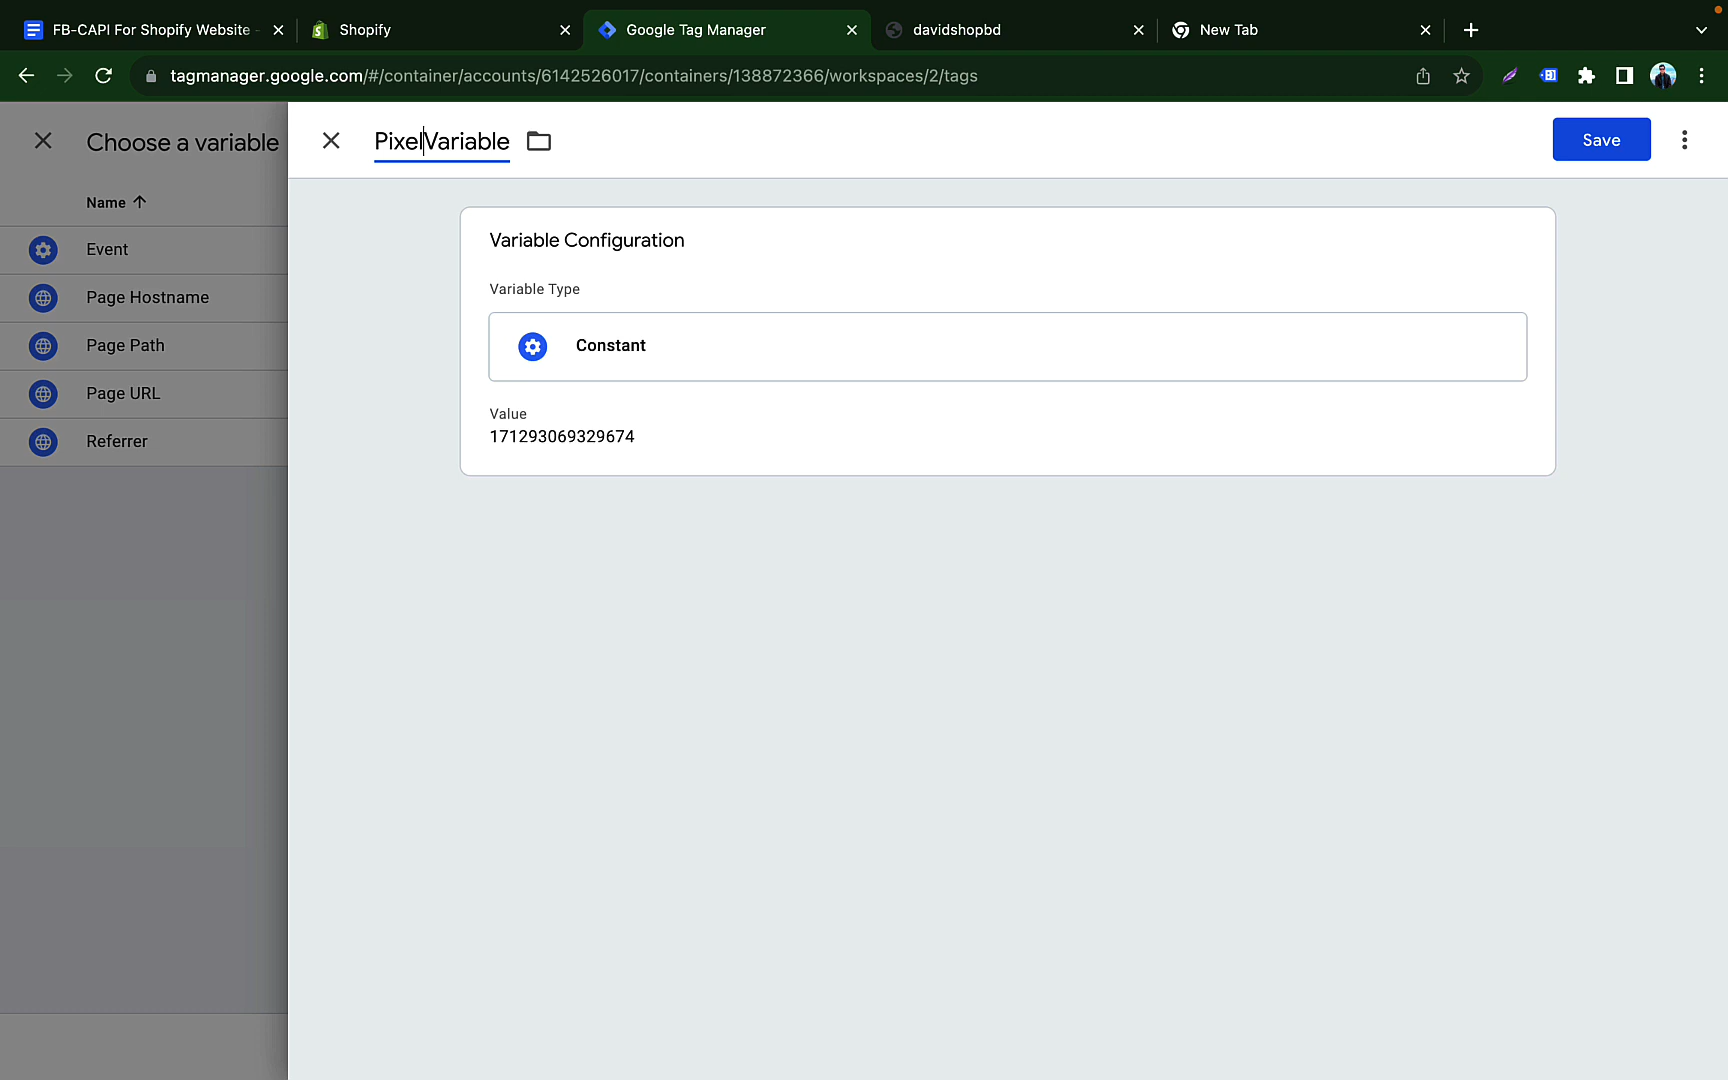 FB-CAPI For Shopify Website -
Shopify
Google Tag Manager
davidshopbd
New Tab
tagmanager.google.com/#/container/accounts/6142526017/containers/138872366/workspaces/2/tags
Choose a variable
PixelVariable
Save
Name
Event
Page Hostname
Page Path
Page URL
Referrer
Variable Configuration
Variable Type
Constant
Value
171293069329674